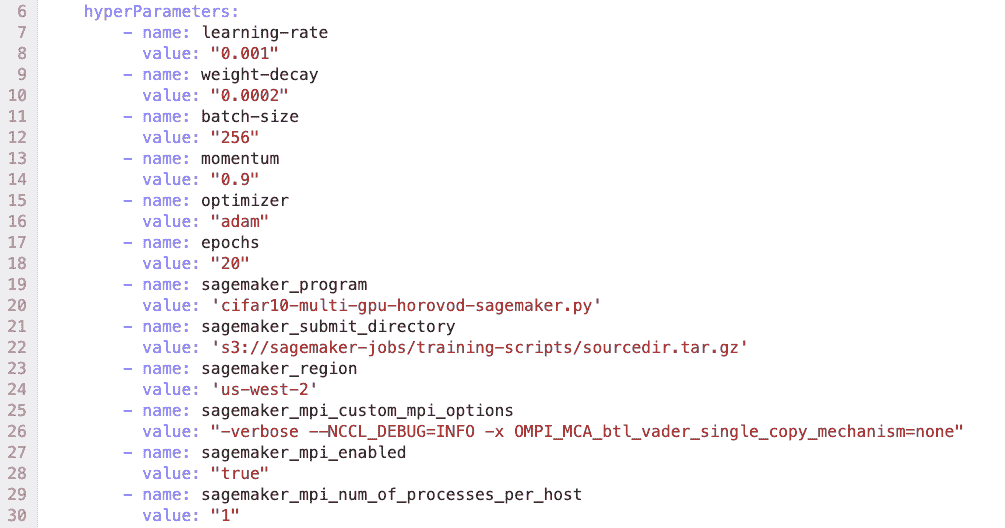 6 hyperParameters:
7 - name: learning-rate
8 value: "0.001"
9 - name: weight-decay
10 value: "0.0002"
11 - name: batch-size
12 value: "256"
13 - name: momentum
14 value: "0.9"
15 - name: optimizer
16 value: "adam"
17 - name: epochs
18 value: "20"
19 - name: sagemaker_program
20 value: 'cifar10-multi-gpu-horovod-sagemaker.py'
21 - name: sagemaker_submit_directory
22 value: 's3://sagemaker-jobs/training-scripts/sourcedir.tar.gz'
23 - name: sagemaker_region
24 value: 'us-west-2'
25 - name: sagemaker_mpi_custom_mpi_options
26 value: "-verbose --NCCL_DEBUG=INFO -x OMPI_MCA_btl_vader_single_copy_mechanism=none"
27 - name: sagemaker_mpi_enabled
28 value: "true"
29 - name: sagemaker_mpi_num_of_processes_per_host
30 value: "1"